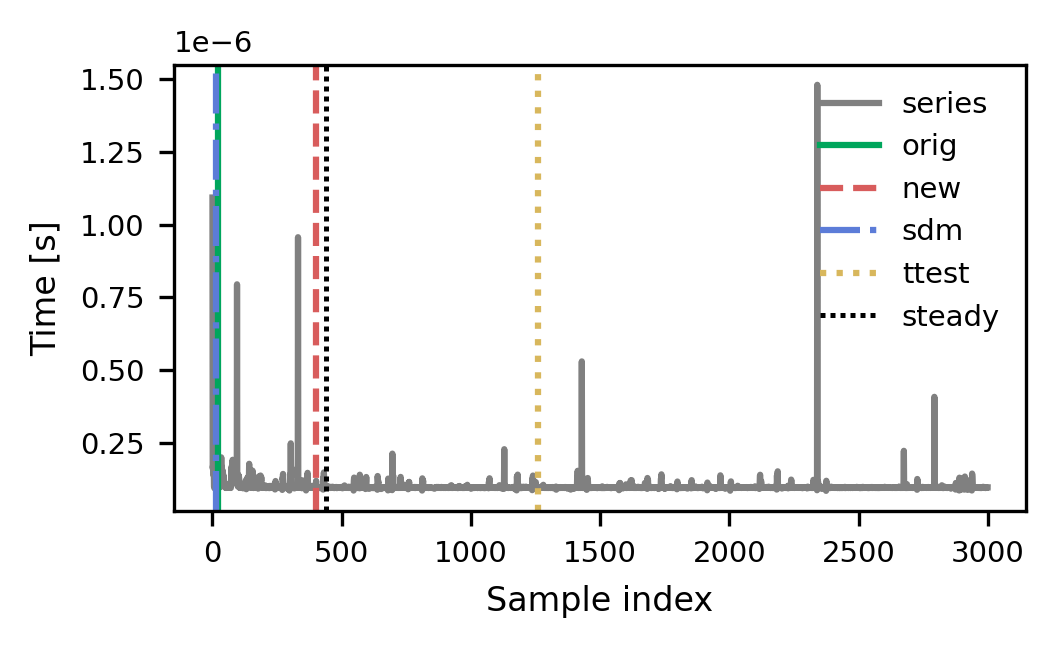 1e−6
1.50
1.25
1.00
0.75
0.50
0.25
Time [s]
series
orig
new
sdm
ttest
steady
0 500 1000 1500 2000 2500 3000
Sample index